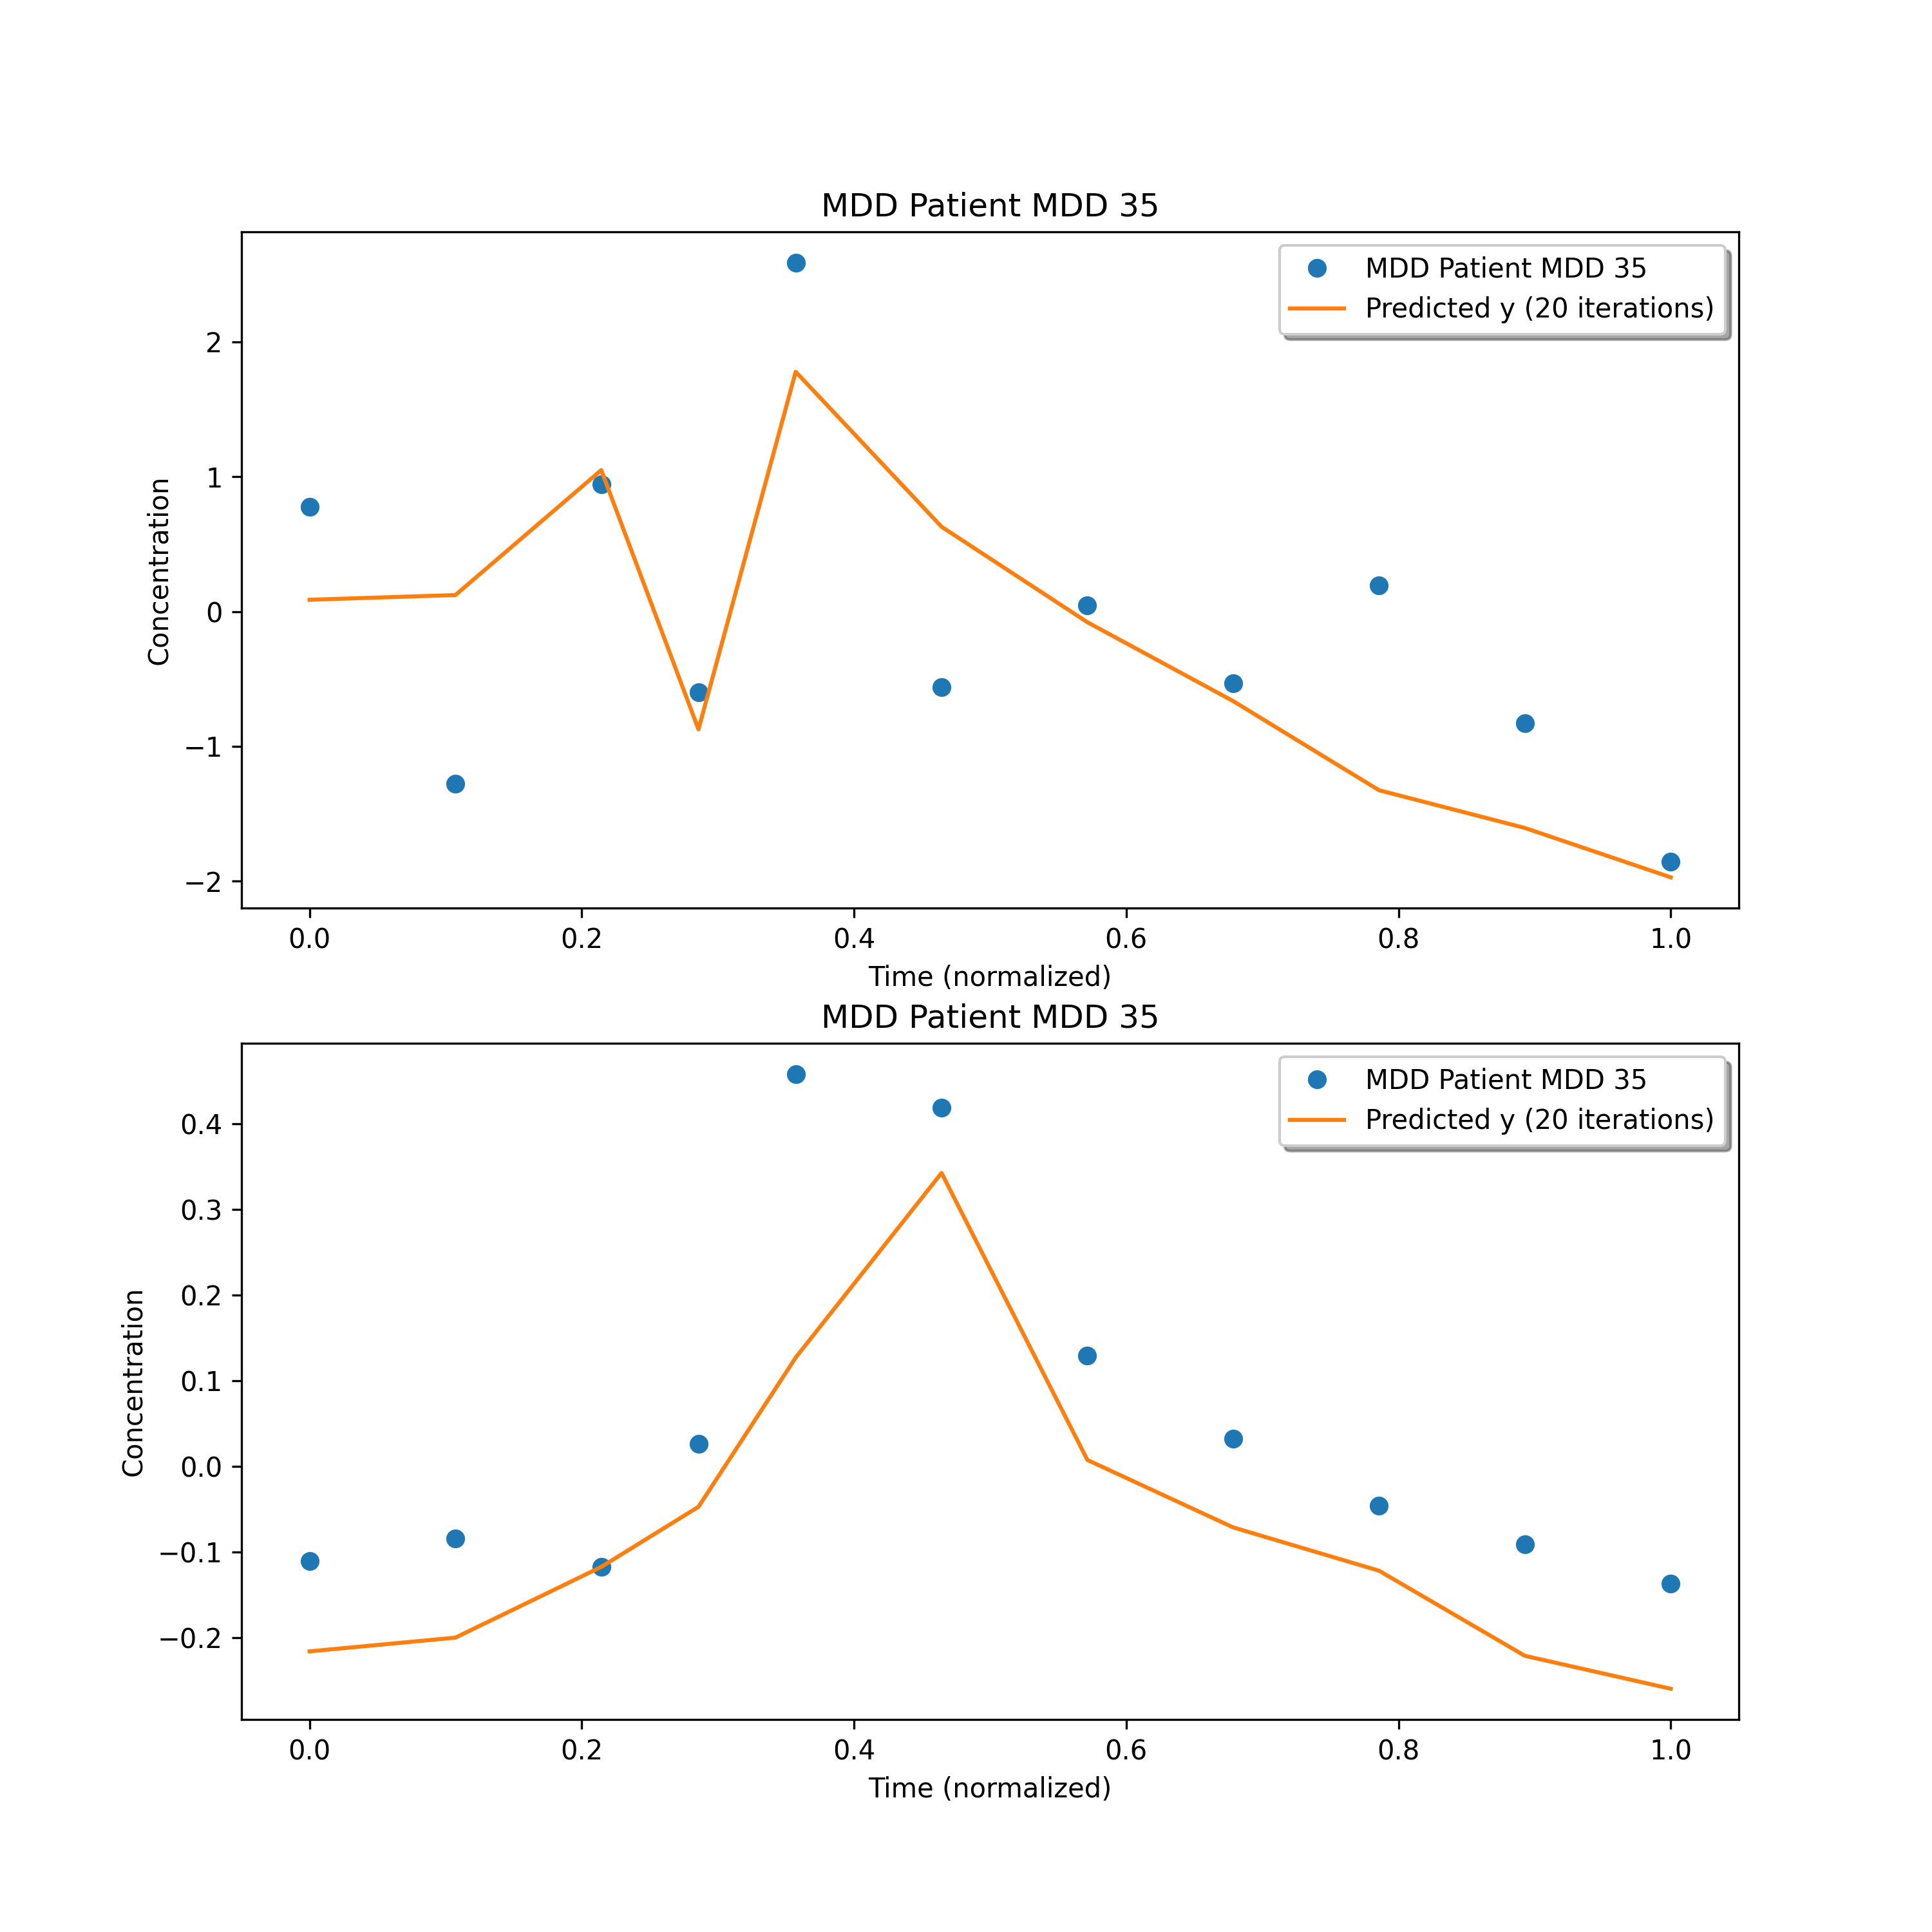 MDD Patient MDD 35
MDD Patient MDD 35
Predicted y (20 iterations)
Concentration
2
1
0
−1
−2
0.0 0.2 0.4 0.6 0.8 1.0
Time (normalized)
MDD Patient MDD 35
MDD Patient MDD 35
Predicted y (20 iterations)
Concentration
0.4
0.3
0.2
0.1
0.0
−0.1
−0.2
0.0 0.2 0.4 0.6 0.8 1.0
Time (normalized)